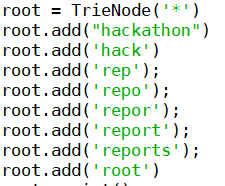 root = TrieNode('*')
root.add("hackathon")
root.add('hack')
root.add('rep');
root.add('repo');
root.add('repor');
root.add('report');
root.add('reports');
root.add('root')